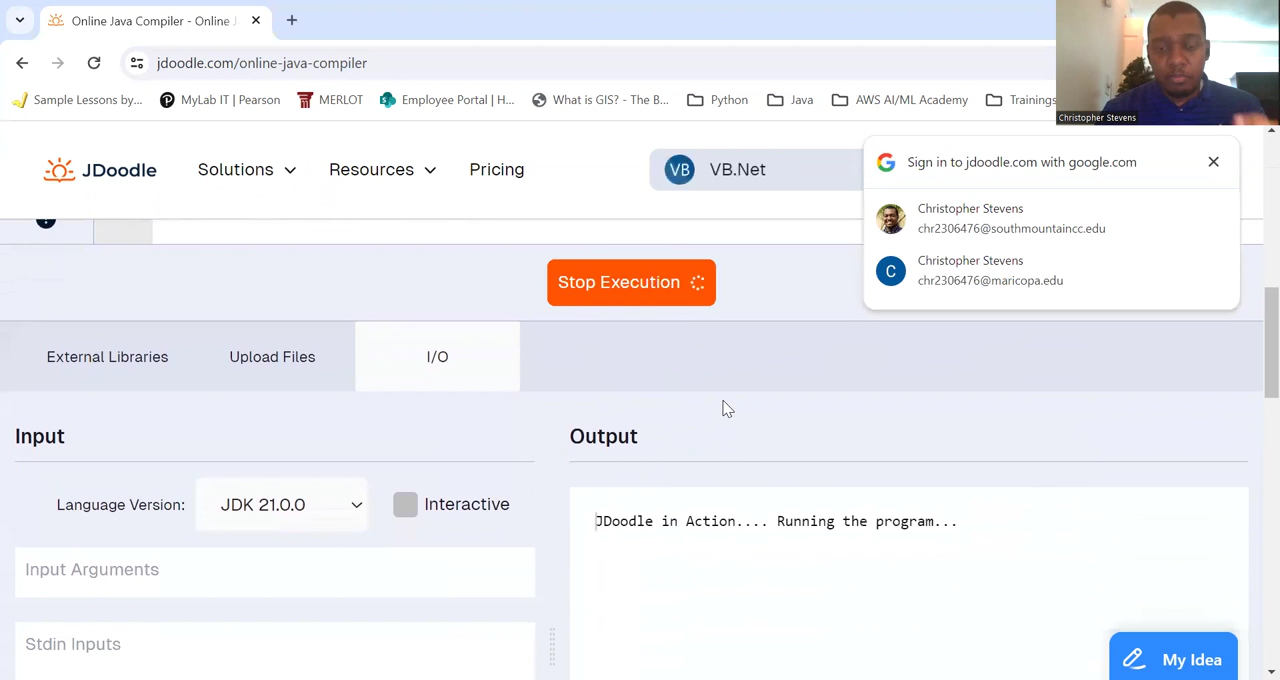 Online Java Compiler - Online J
jdoodle.com/online-java-compiler
Sample Lessons by... MyLab IT | Pearson MERLOT Employee Portal | H... What is GIS? - The B... Python Java AWS AI/ML Academy Trainings
Christopher Stevens
JDoodle Solutions Resources Pricing VB VB.Net
Sign in to jdoodle.com with google.com
Christopher Stevens
chr2306476@southmountaincc.edu
C Christopher Stevens
chr2306476@maricopa.edu
Stop Execution
External Libraries Upload Files I/O
Input Output
Language Version: JDK 21.0.0 Interactive
JDoodle in Action.... Running the program...
Input Arguments
Stdin Inputs
My Idea